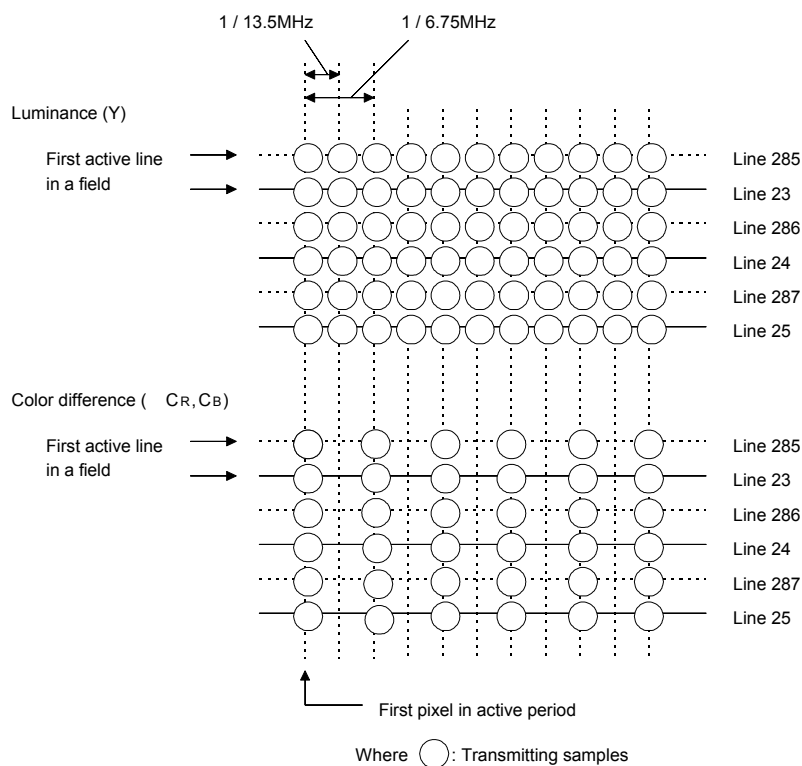 1 / 13.5MHz 1 / 6.75MHz
Luminance (Y)
First active line
in a field
Line 285
Line 23
Line 286
Line 24
Line 287
Line 25
Color difference ( CR, CB)
First active line
in a field
Line 285
Line 23
Line 286
Line 24
Line 287
Line 25
First pixel in active period
Where : Transmitting samples